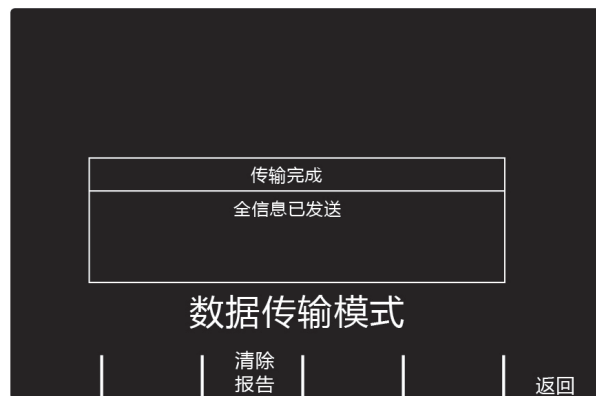 传输完成
全信息已发送
数据传输模式
清除
报告
返回